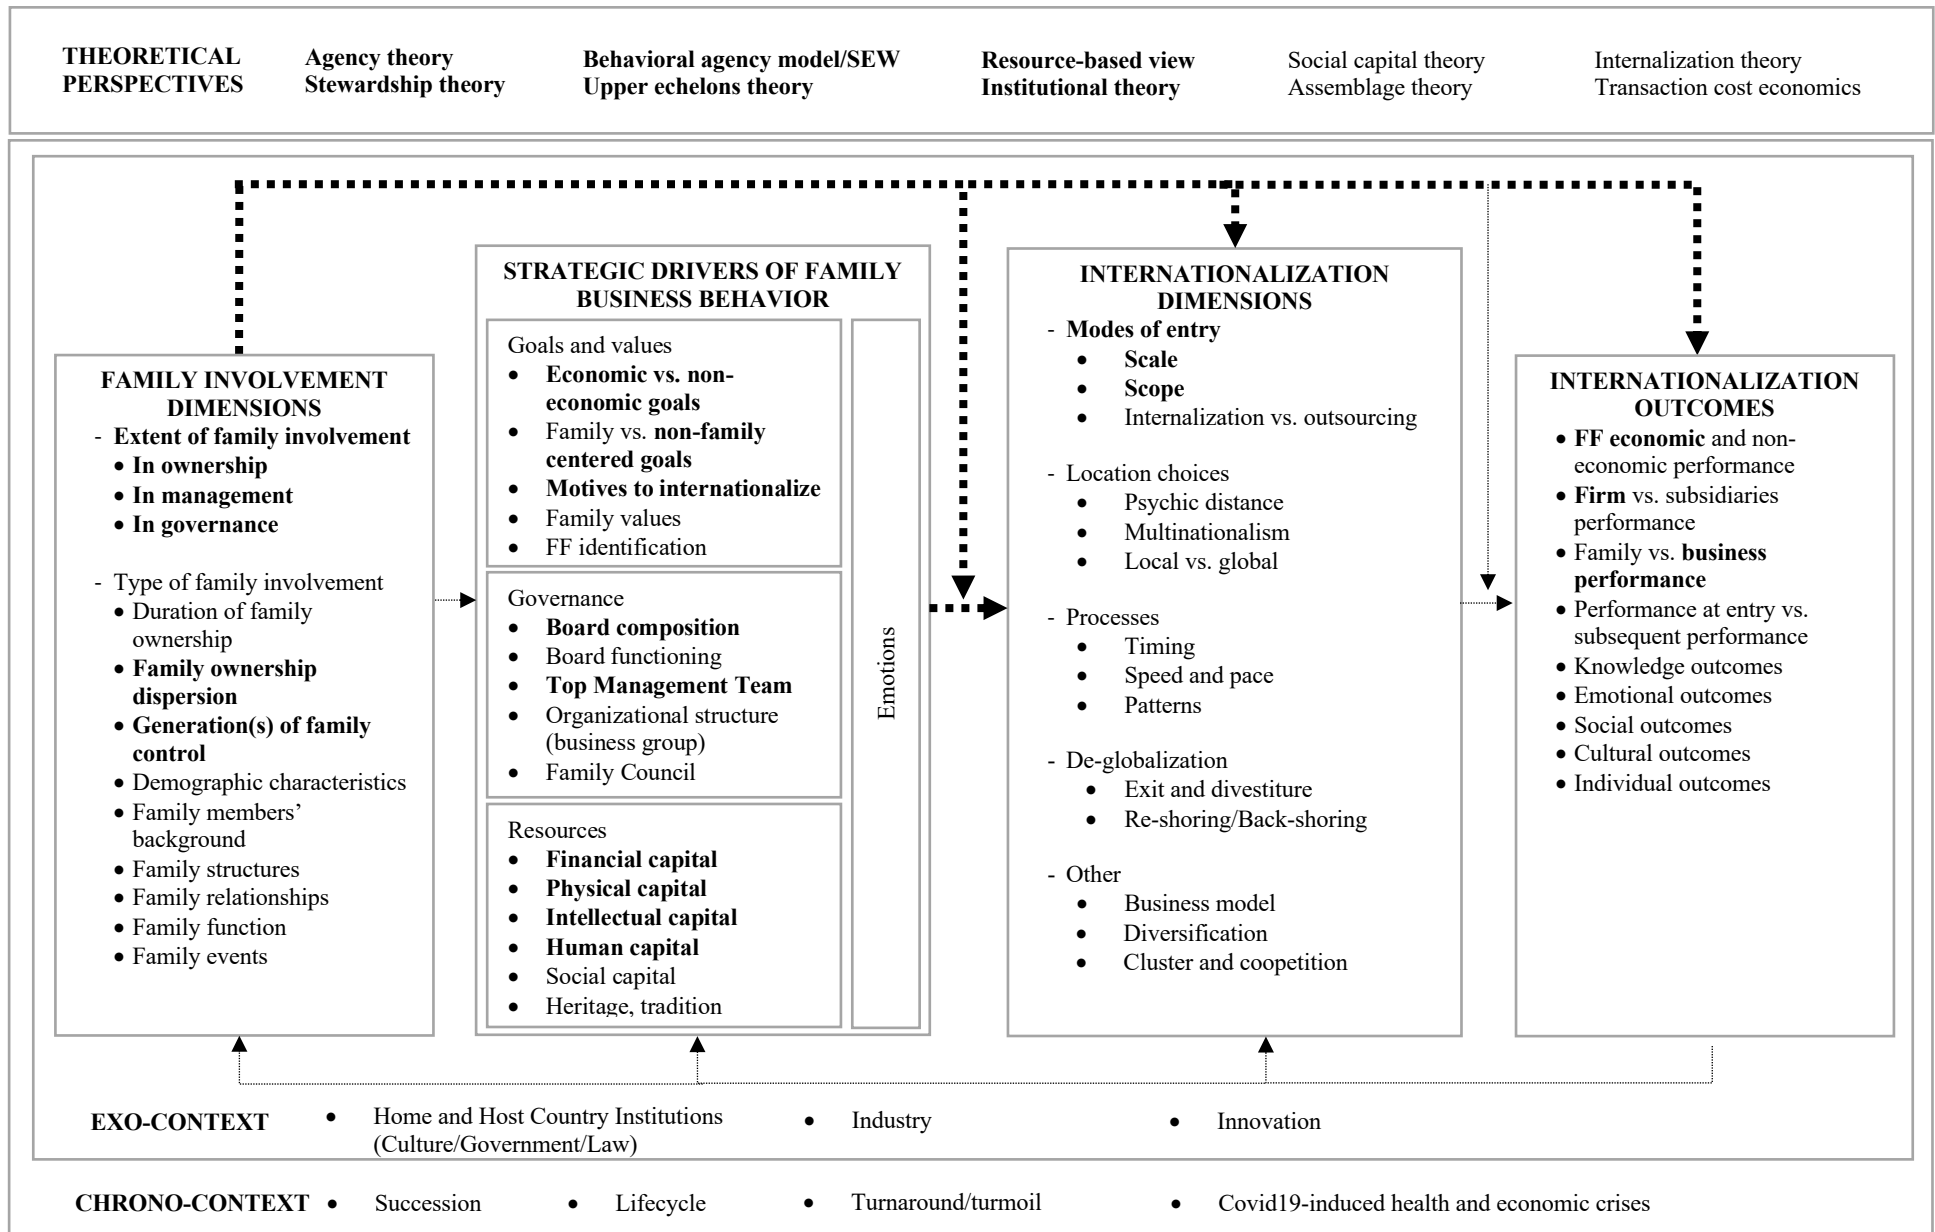 THEORETICAL
PERSPECTIVES
Agency theory
Stewardship theory
Behavioral agency model/SEW
Upper echelons theory
Resource-based view
Institutional theory
Social capital theory
Assemblage theory
Internalization theory
Transaction cost economics
FAMILY INVOLVEMENT
DIMENSIONS
- Extent of family involvement
• In ownership
• In management
• In governance
- Type of family involvement
• Duration of family
ownership
• Family ownership
dispersion
• Generation(s) of family
control
• Demographic characteristics
• Family members’
background
• Family structures
• Family relationships
• Family function
• Family events
STRATEGIC DRIVERS OF FAMILY
BUSINESS BEHAVIOR
Goals and values
• Economic vs. non-
economic goals
• Family vs. non-family
centered goals
• Motives to internationalize
• Family values
• FF identification
Governance
• Board composition
• Board functioning
• Top Management Team
• Organizational structure
(business group)
• Family Council
Resources
• Financial capital
• Physical capital
• Intellectual capital
• Human capital
• Social capital
• Heritage, tradition
Emotions
INTERNATIONALIZATION
DIMENSIONS
- Modes of entry
• Scale
• Scope
• Internalization vs. outsourcing
- Location choices
• Psychic distance
• Multinationalism
• Local vs. global
- Processes
• Timing
• Speed and pace
• Patterns
- De-globalization
• Exit and divestiture
• Re-shoring/Back-shoring
- Other
• Business model
• Diversification
• Cluster and coopetition
INTERNATIONALIZATION
OUTCOMES
• FF economic and non-
economic performance
• Firm vs. subsidiaries
performance
• Family vs. business
performance
• Performance at entry vs.
subsequent performance
• Knowledge outcomes
• Emotional outcomes
• Social outcomes
• Cultural outcomes
• Individual outcomes
EXO-CONTEXT
• Home and Host Country Institutions
(Culture/Government/Law)
• Industry
• Innovation
CHRONO-CONTEXT
• Succession
• Lifecycle
• Turnaround/turmoil
• Covid19-induced health and economic crises